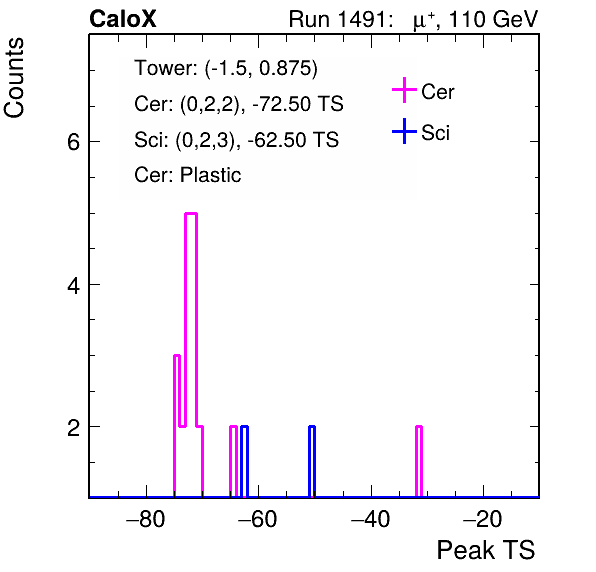 CaloX Run 1491: μ⁺, 110 GeV
Counts
Tower: (-1.5, 0.875)
Cer: (0,2,2), -72.50 TS
Sci: (0,2,3), -62.50 TS
Cer: Plastic
Cer
Sci
6
4
2
−80 −60 −40 −20
Peak TS